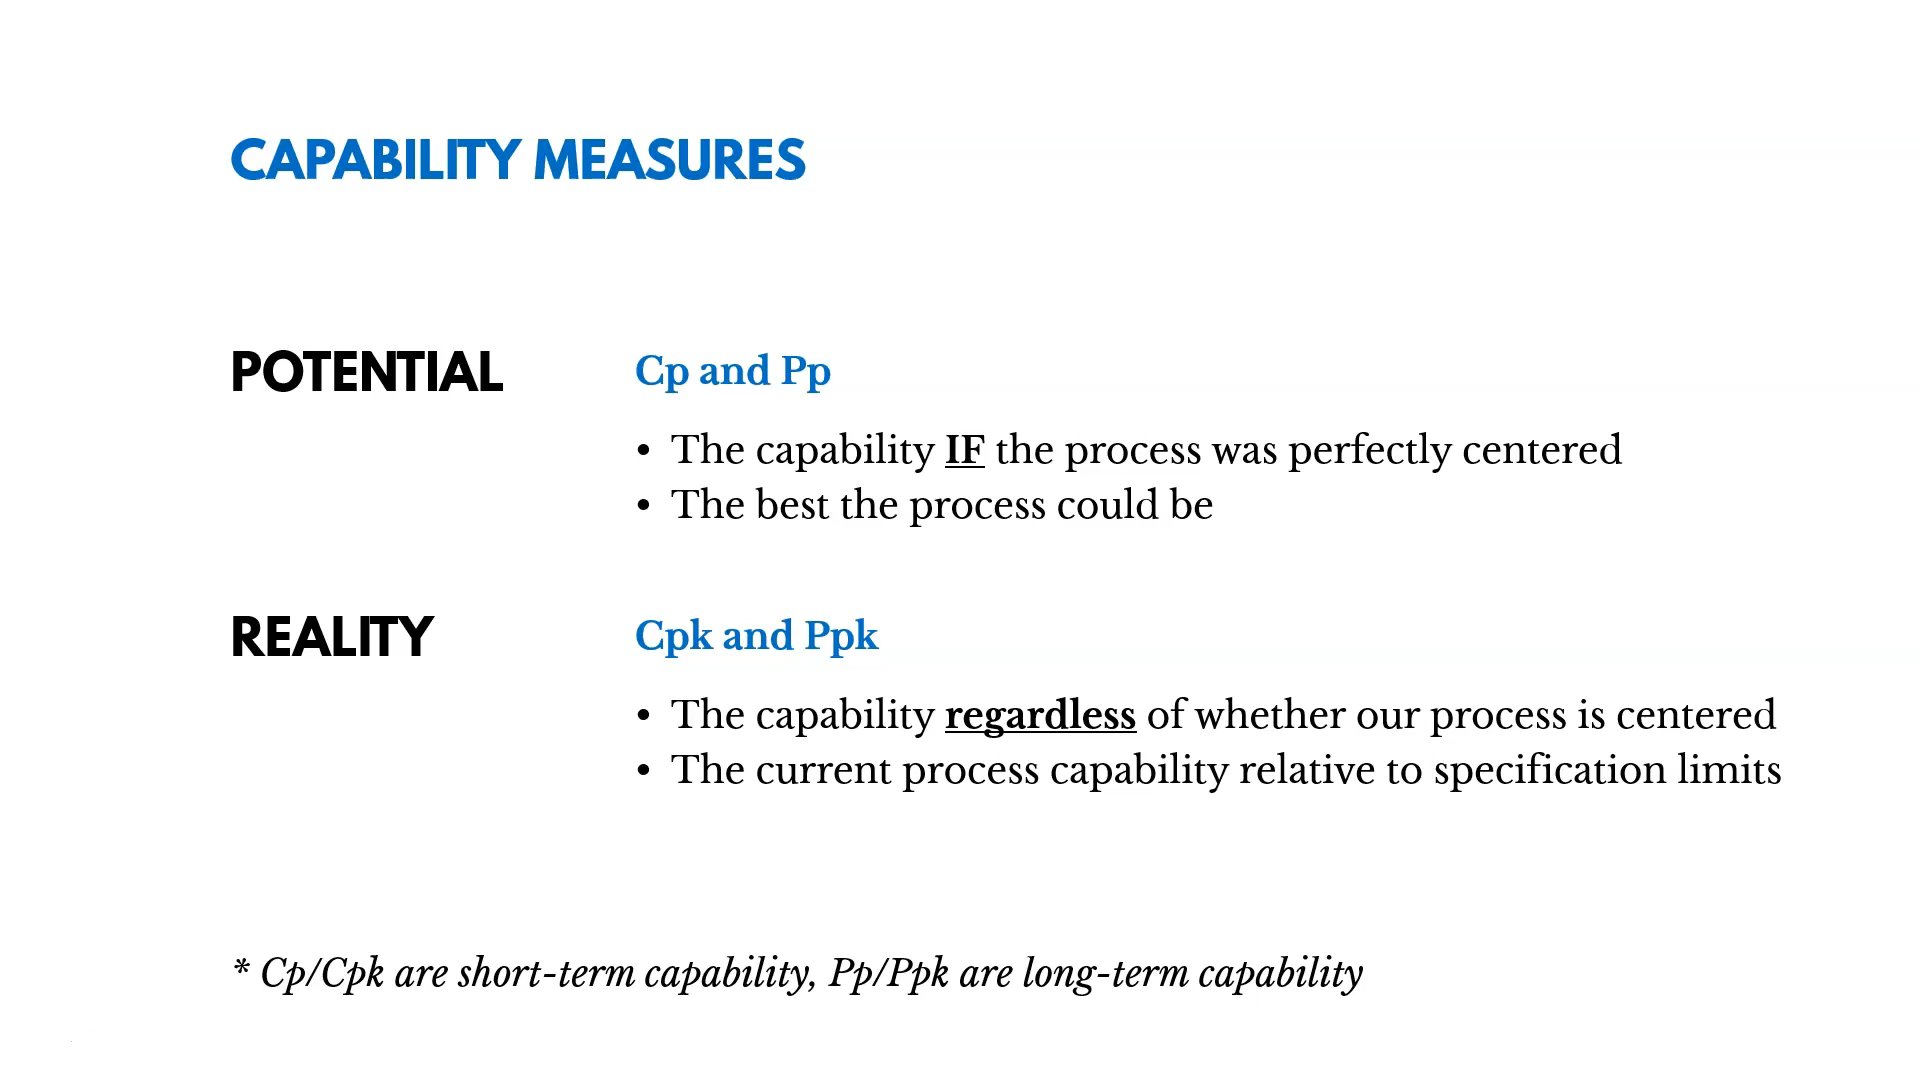 CAPABILITY MEASURES
POTENTIAL
Cp and Pp
• The capability IF the process was perfectly centered
• The best the process could be
REALITY
Cpk and Ppk
• The capability regardless of whether our process is centered
• The current process capability relative to specification limits
* Cp/Cpk are short-term capability, Pp/Ppk are long-term capability